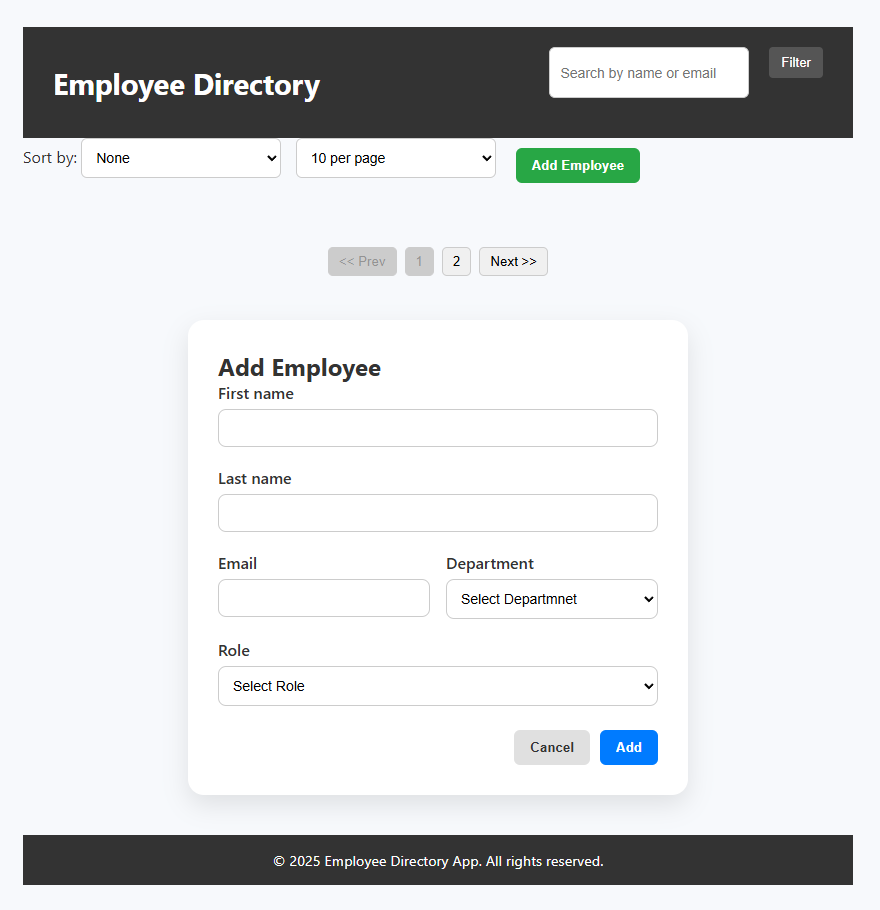 Employee Directory
Search by name or email
Filter
Sort by: None
10 per page
Add Employee
<< Prev
1
2
Next >>
Add Employee
First name
Last name
Email
Department
Select Departmnet
Role
Select Role
Cancel
Add
© 2025 Employee Directory App. All rights reserved.